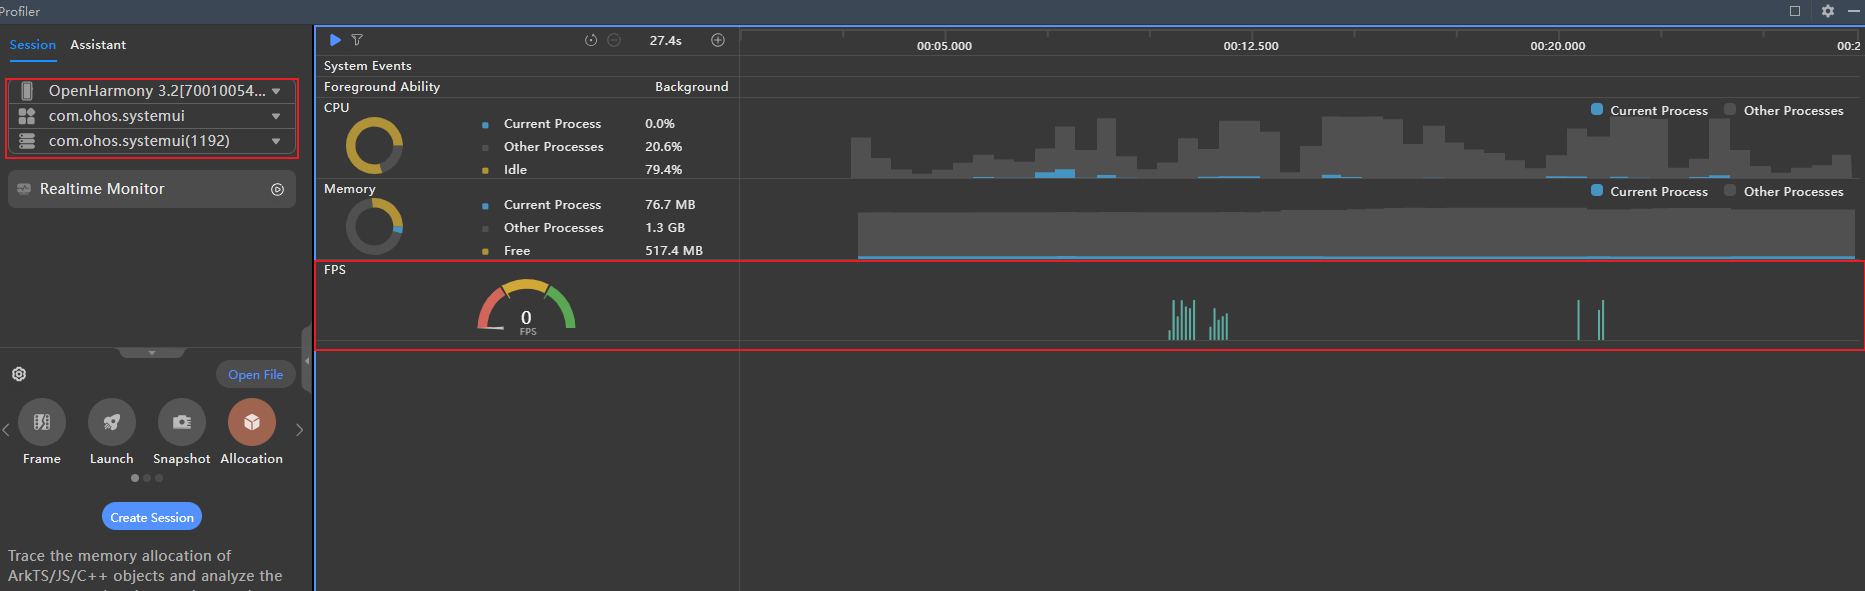 Profiler
Session Assistant
OpenHarmony 3.2[70010054...
com.ohos.systemui
com.ohos.systemui(1192)
Realtime Monitor
Open File
Frame Launch Snapshot Allocation
Create Session
Trace the memory allocation of
ArkTS/JS/C++ objects and analyze the
27.4s
00:05.000 00:12.500 00:20.000 00:2
System Events
Foreground Ability Background
CPU
Current Process 0.0%
Other Processes 20.6%
Idle 79.4%
Current Process Other Processes
Memory
Current Process 76.7 MB
Other Processes 1.3 GB
Free 517.4 MB
Current Process Other Processes
FPS
0
FPS